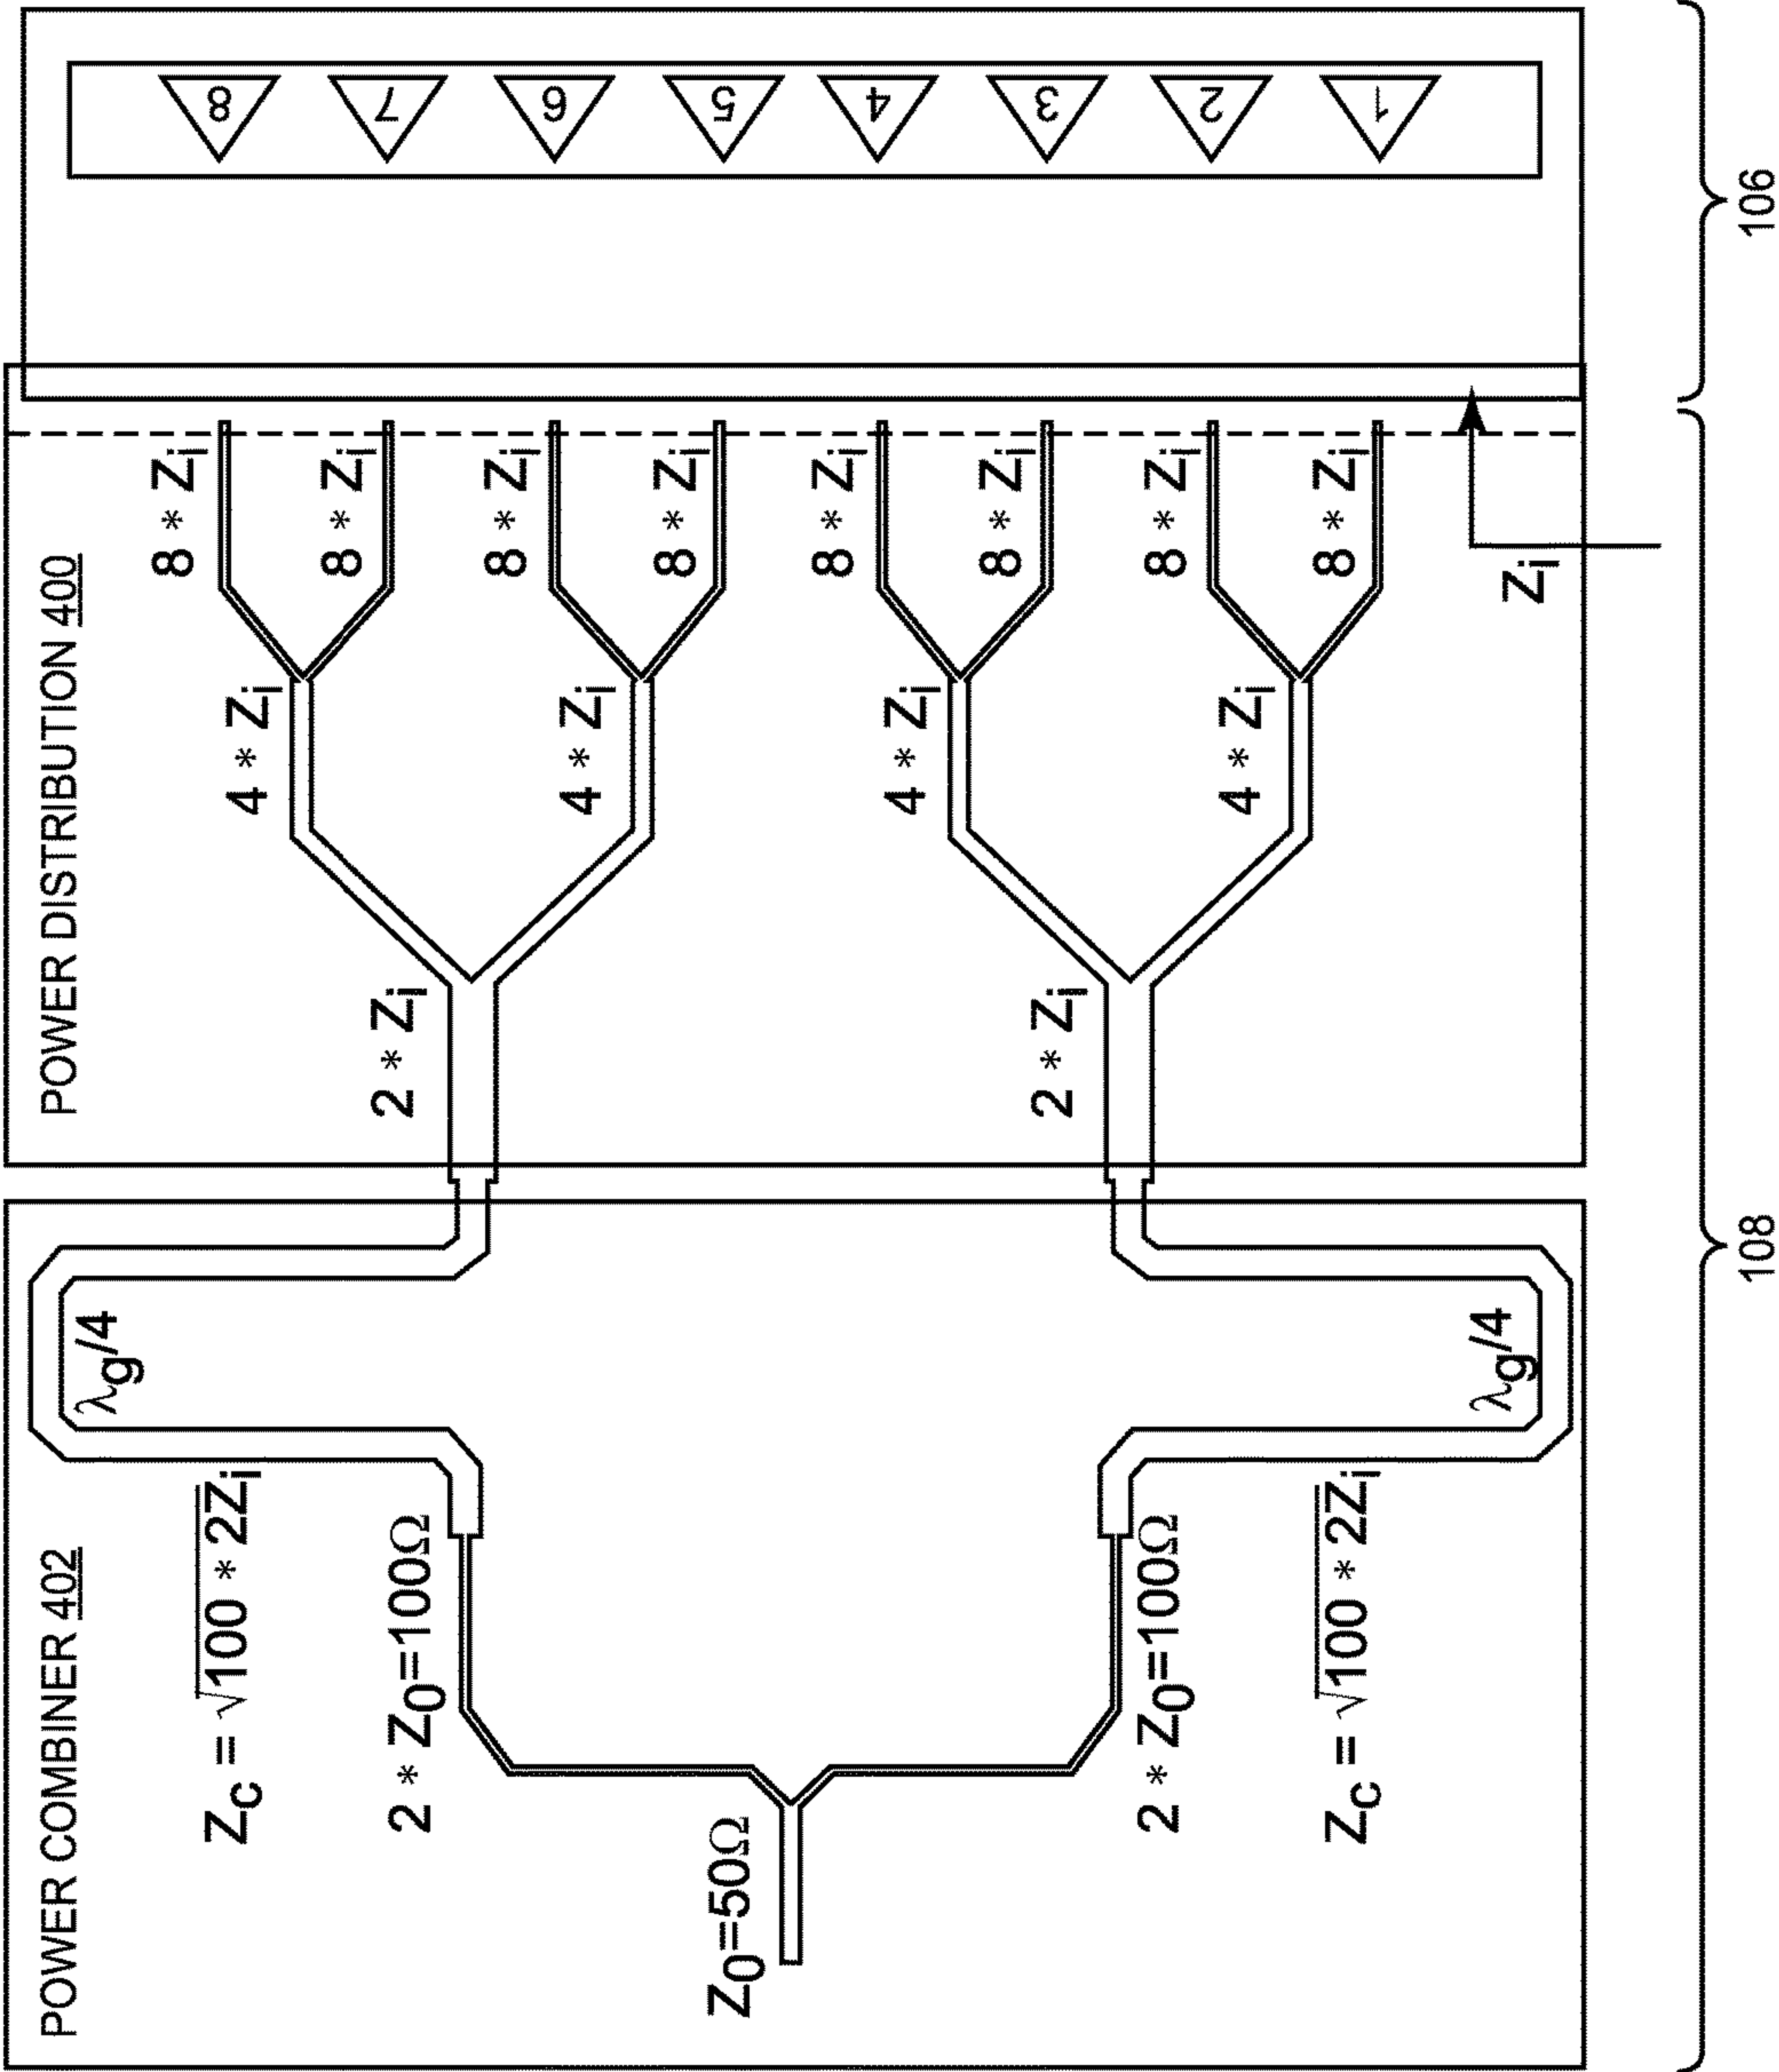 POWER COMBINER 402
λg/4
Zc = √100 * 2Zi
2 * Z0=100Ω
Z0=50Ω
2 * Z0=100Ω
Zc = √100 * 2Zi
λg/4
POWER DISTRIBUTION 400
8 * Zi
4 * Zi
8 * Zi
2 * Zi
8 * Zi
4 * Zi
8 * Zi
8 * Zi
4 * Zi
8 * Zi
2 * Zi
8 * Zi
4 * Zi
8 * Zi
Zi
8
7
6
5
4
3
2
1
108
106